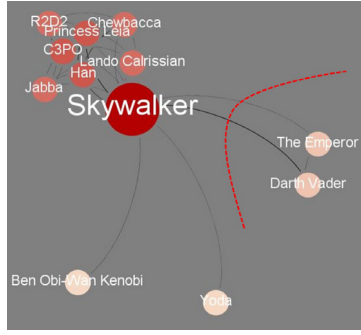 R2D2
Chewbacca
Princess Leia
C3PO
Lando Calrissian
Han
Jabba
Skywalker
The Emperor
Darth Vader
Ben Obi-Wan Kenobi
Yoda